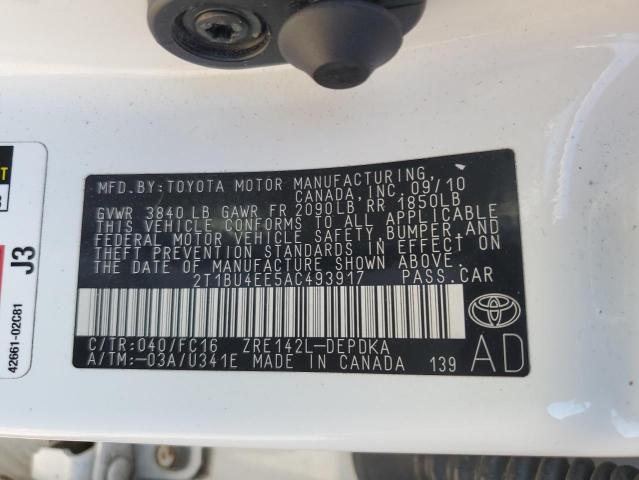 MFD.BY:TOYOTA MOTOR MANUFACTURING,
CANADA, INC. 09/10
GVWR 3840 LB GAWR FR 2090LB RR 1850LB
THIS VEHICLE CONFORMS TO ALL APPLICABLE
FEDERAL MOTOR VEHICLE SAFETY, BUMPER, AND
THEFT PREVENTION STANDARDS IN EFFECT ON
THE DATE OF MANUFACTURE SHOWN ABOVE.
2T1BU4EE5AC493917 PASS.CAR
C/TR:040/FC16 ZRE142L-DEPDKA
A/TM:-03A/U341E MADE IN CANADA 139
AD
J3
42661-02C81